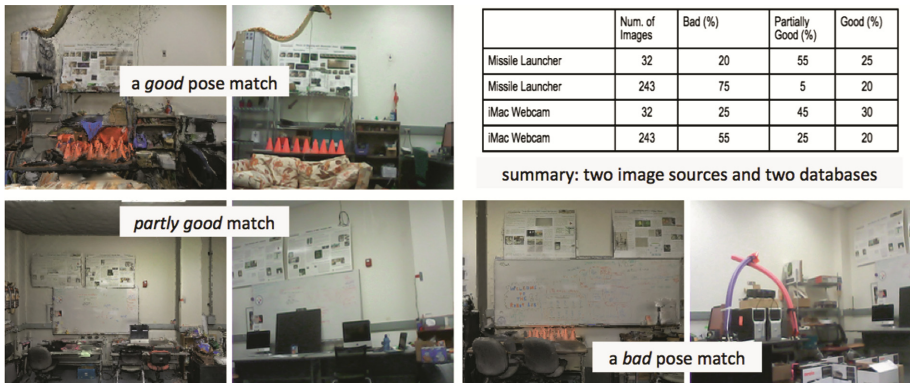 a good pose match
Num. of Images Bad (%) Partially Good (%) Good (%)
Missile Launcher 32 20 55 25
Missile Launcher 243 75 5 20
iMac Webcam 32 25 45 30
iMac Webcam 243 55 25 20
summary: two image sources and two databases
partly good match
a bad pose match